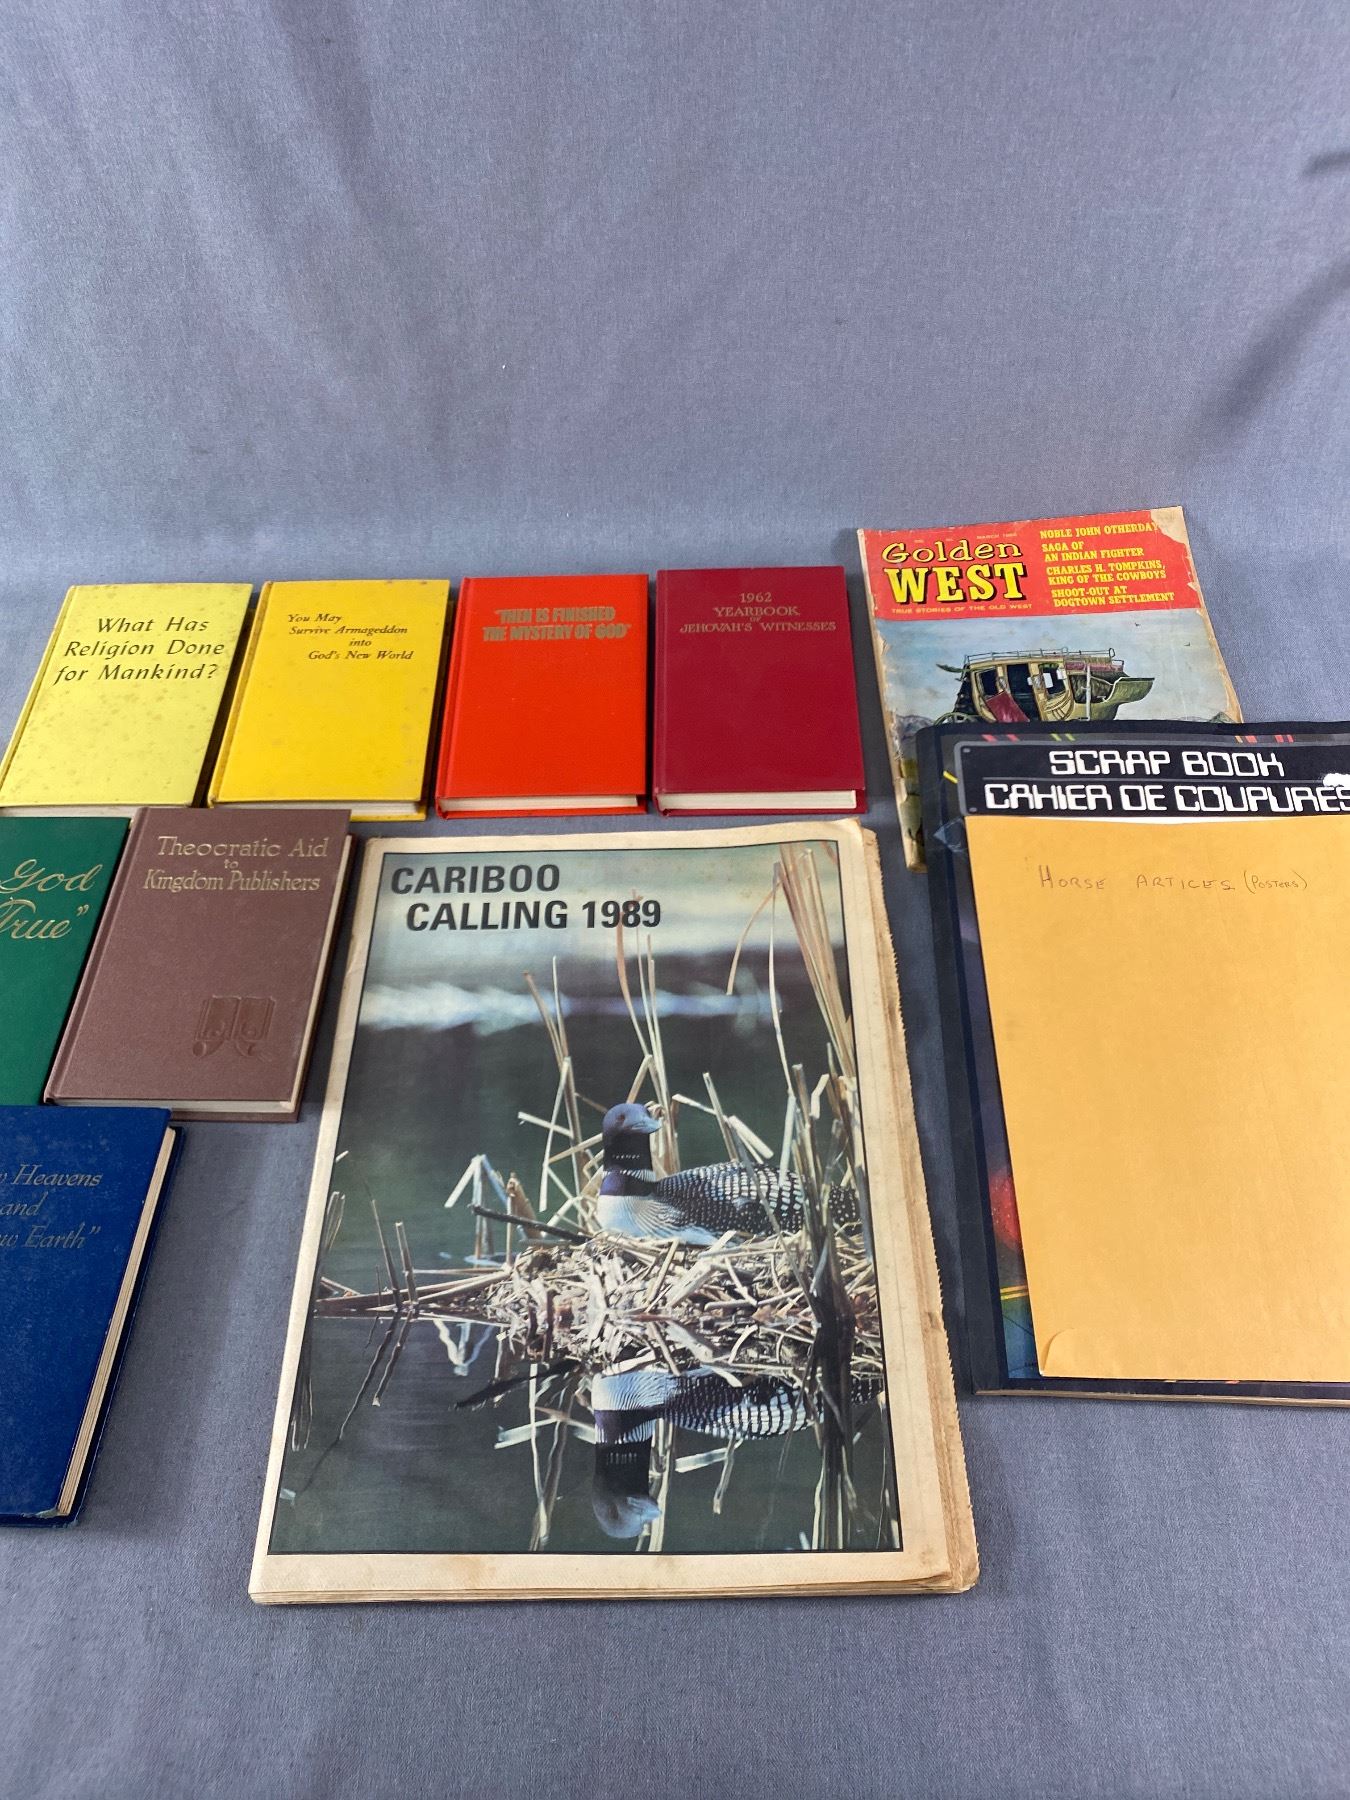 What Has
Religion Done
for Mankind?
You May
Survive Armageddon
into
God's New World
"THEN IS FINISHED
THE MYSTERY OF GOD"
1962
YEARBOOK
OF
JEHOVAH'S WITNESSES
MARCH
Golden
WEST
TRUE STORIES OF THE OLD WEST
NOBLE JOHN OTHERDAY
SAGA OF
AN INDIAN FIGHTER
CHARLES H. TOMPKINS,
KING OF THE COWBOYS
SHOOT-OUT AT
DOGTOWN SETTLEMENT
SCRAP BOOK
CAHIER DE COUPURES
HORSE ARTICES (POSTERS)
God
True"
Theocratic Aid
to
Kingdom Publishers
CARIBOO
CALLING 1989
w Heavens
and
ew Earth"